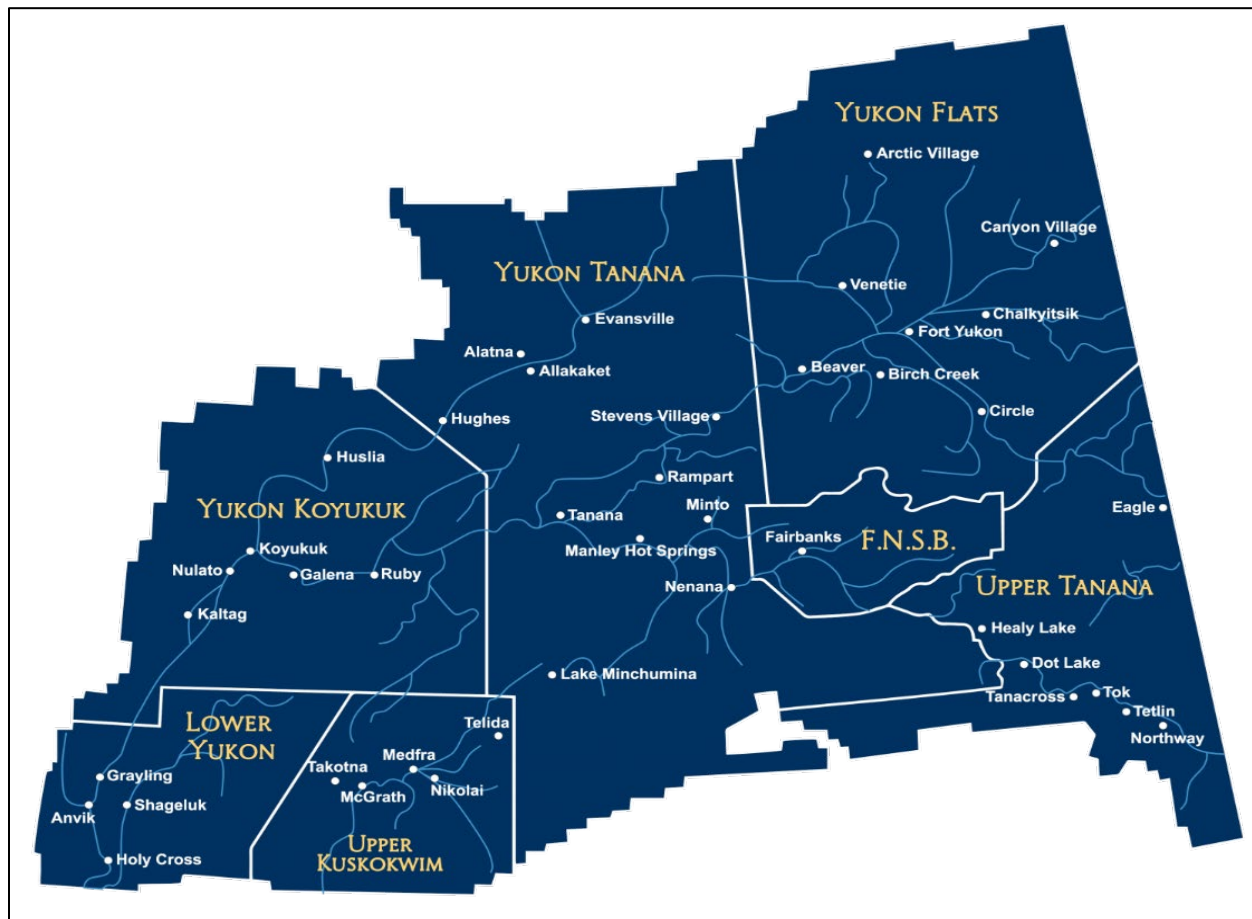 YUKON FLATS
Arctic Village
Canyon Village
YUKON TANANA
Venetie
Chalkyitsik
Evansville
Fort Yukon
Alatna
Allakaket
Beaver
Birch Creek
Hughes
Stevens Village
Circle
Huslia
Rampart
YUKON KOYUKUK
Minto
Eagle
Tanana
Fairbanks
F.N.S.B.
Koyukuk
Manley Hot Springs
Nulato
Galena
Ruby
Nenana
UPPER TANANA
Kaltag
Healy Lake
Dot Lake
Lake Minchumina
Tanacross
Tok
Tetlin
LOWER
YUKON
Telida
Northway
Medfra
Takotna
Grayling
Nikolai
McGrath
Anvik
Shageluk
UPPER
KUSKOKWIM
Holy Cross